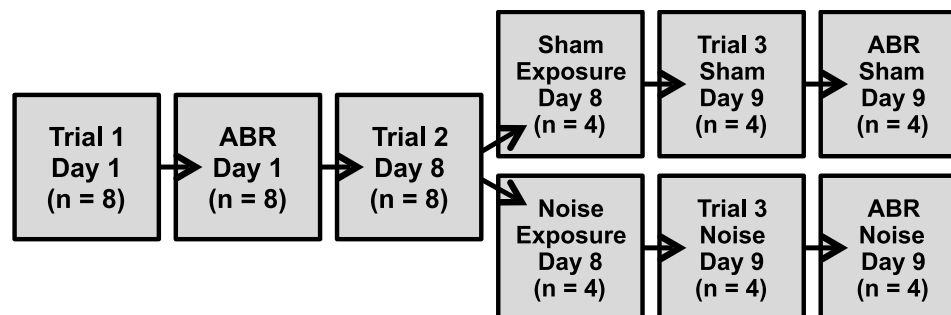 Trial 1
Day 1
(n = 8)
ABR
Day 1
(n = 8)
Trial 2
Day 8
(n = 8)
Sham
Exposure
Day 8
(n = 4)
Trial 3
Sham
Day 9
(n = 4)
ABR
Sham
Day 9
(n = 4)
Noise
Exposure
Day 8
(n = 4)
Trial 3
Noise
Day 9
(n = 4)
ABR
Noise
Day 9
(n = 4)